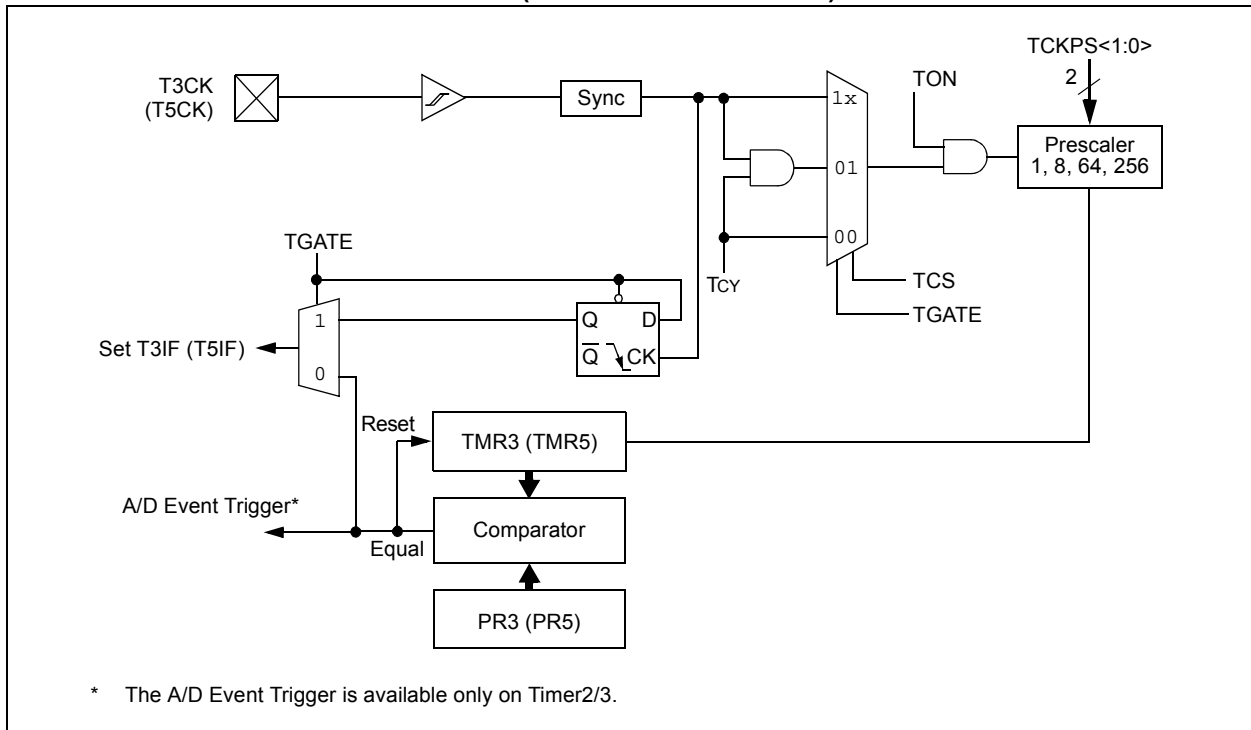 T3CK
(T5CK)
Sync
1x
01
00
TON
TCKPS<1:0>
2
Prescaler
1, 8, 64, 256
TGATE
TCY
TCS
TGATE
1
0
Q
D
Q
CK
Set T3IF (T5IF)
Reset
TMR3 (TMR5)
A/D Event Trigger*
Equal
Comparator
PR3 (PR5)
* The A/D Event Trigger is available only on Timer2/3.